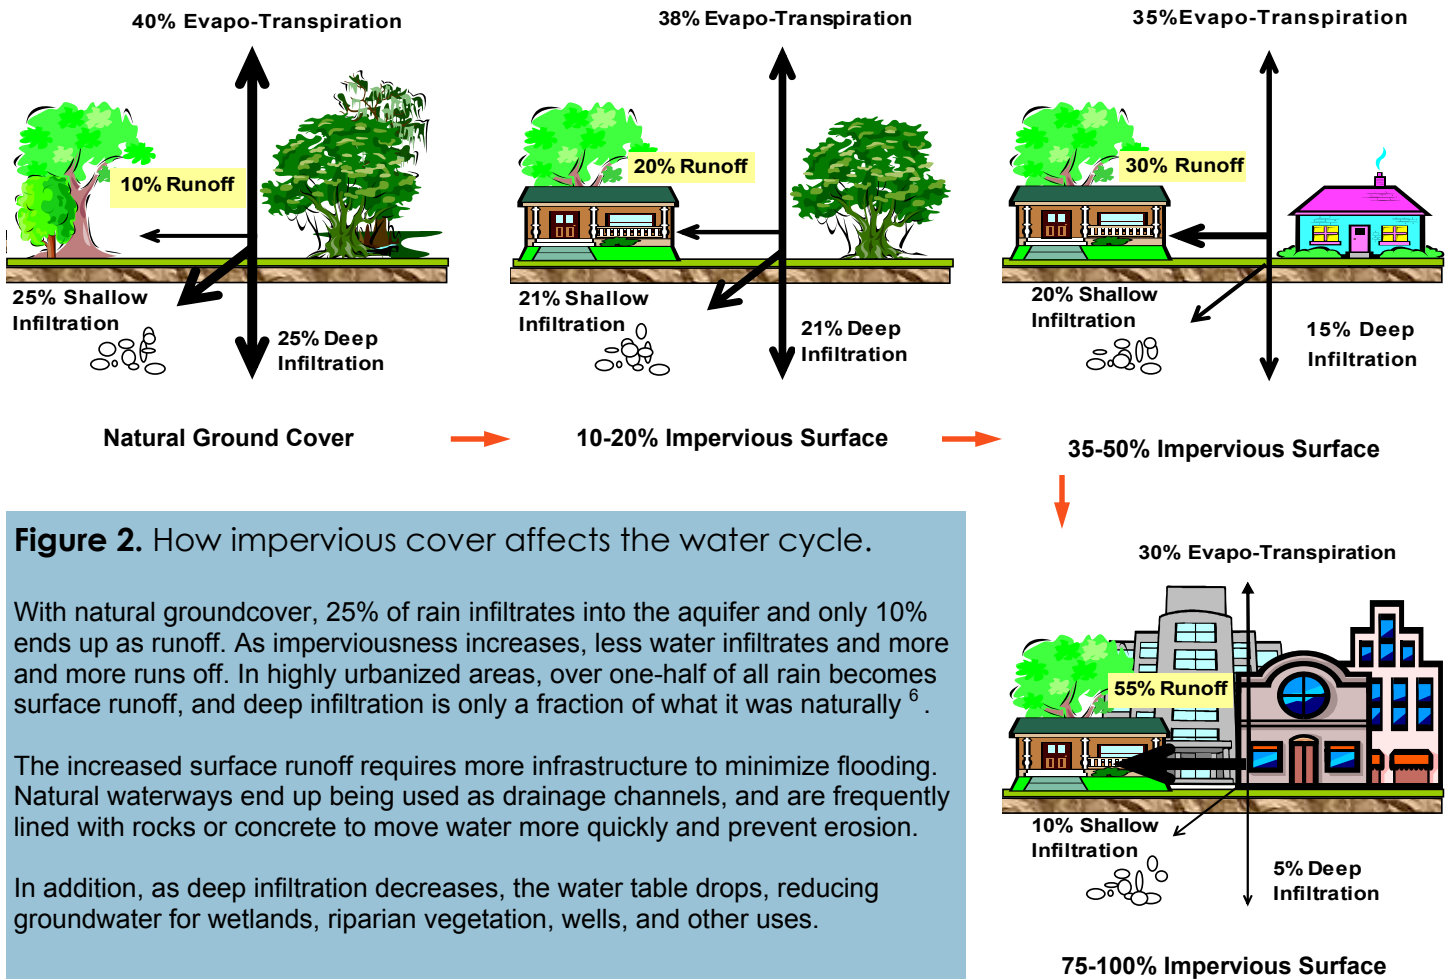 40% Evapo-Transpiration
10% Runoff
25% Shallow
Infiltration
25% Deep
Infiltration
Natural Ground Cover
38% Evapo-Transpiration
20% Runoff
21% Shallow
Infiltration
21% Deep
Infiltration
10-20% Impervious Surface
35%Evapo-Transpiration
30% Runoff
20% Shallow
Infiltration
15% Deep
Infiltration
35-50% Impervious Surface
30% Evapo-Transpiration
55% Runoff
10% Shallow
Infiltration
5% Deep
Infiltration
75-100% Impervious Surface
Figure 2. How impervious cover affects the water cycle.
With natural groundcover, 25% of rain infiltrates into the aquifer and only 10%
ends up as runoff. As imperviousness increases, less water infiltrates and more
and more runs off. In highly urbanized areas, over one-half of all rain becomes
surface runoff, and deep infiltration is only a fraction of what it was naturally 6 .
The increased surface runoff requires more infrastructure to minimize flooding.
Natural waterways end up being used as drainage channels, and are frequently
lined with rocks or concrete to move water more quickly and prevent erosion.
In addition, as deep infiltration decreases, the water table drops, reducing
groundwater for wetlands, riparian vegetation, wells, and other uses.